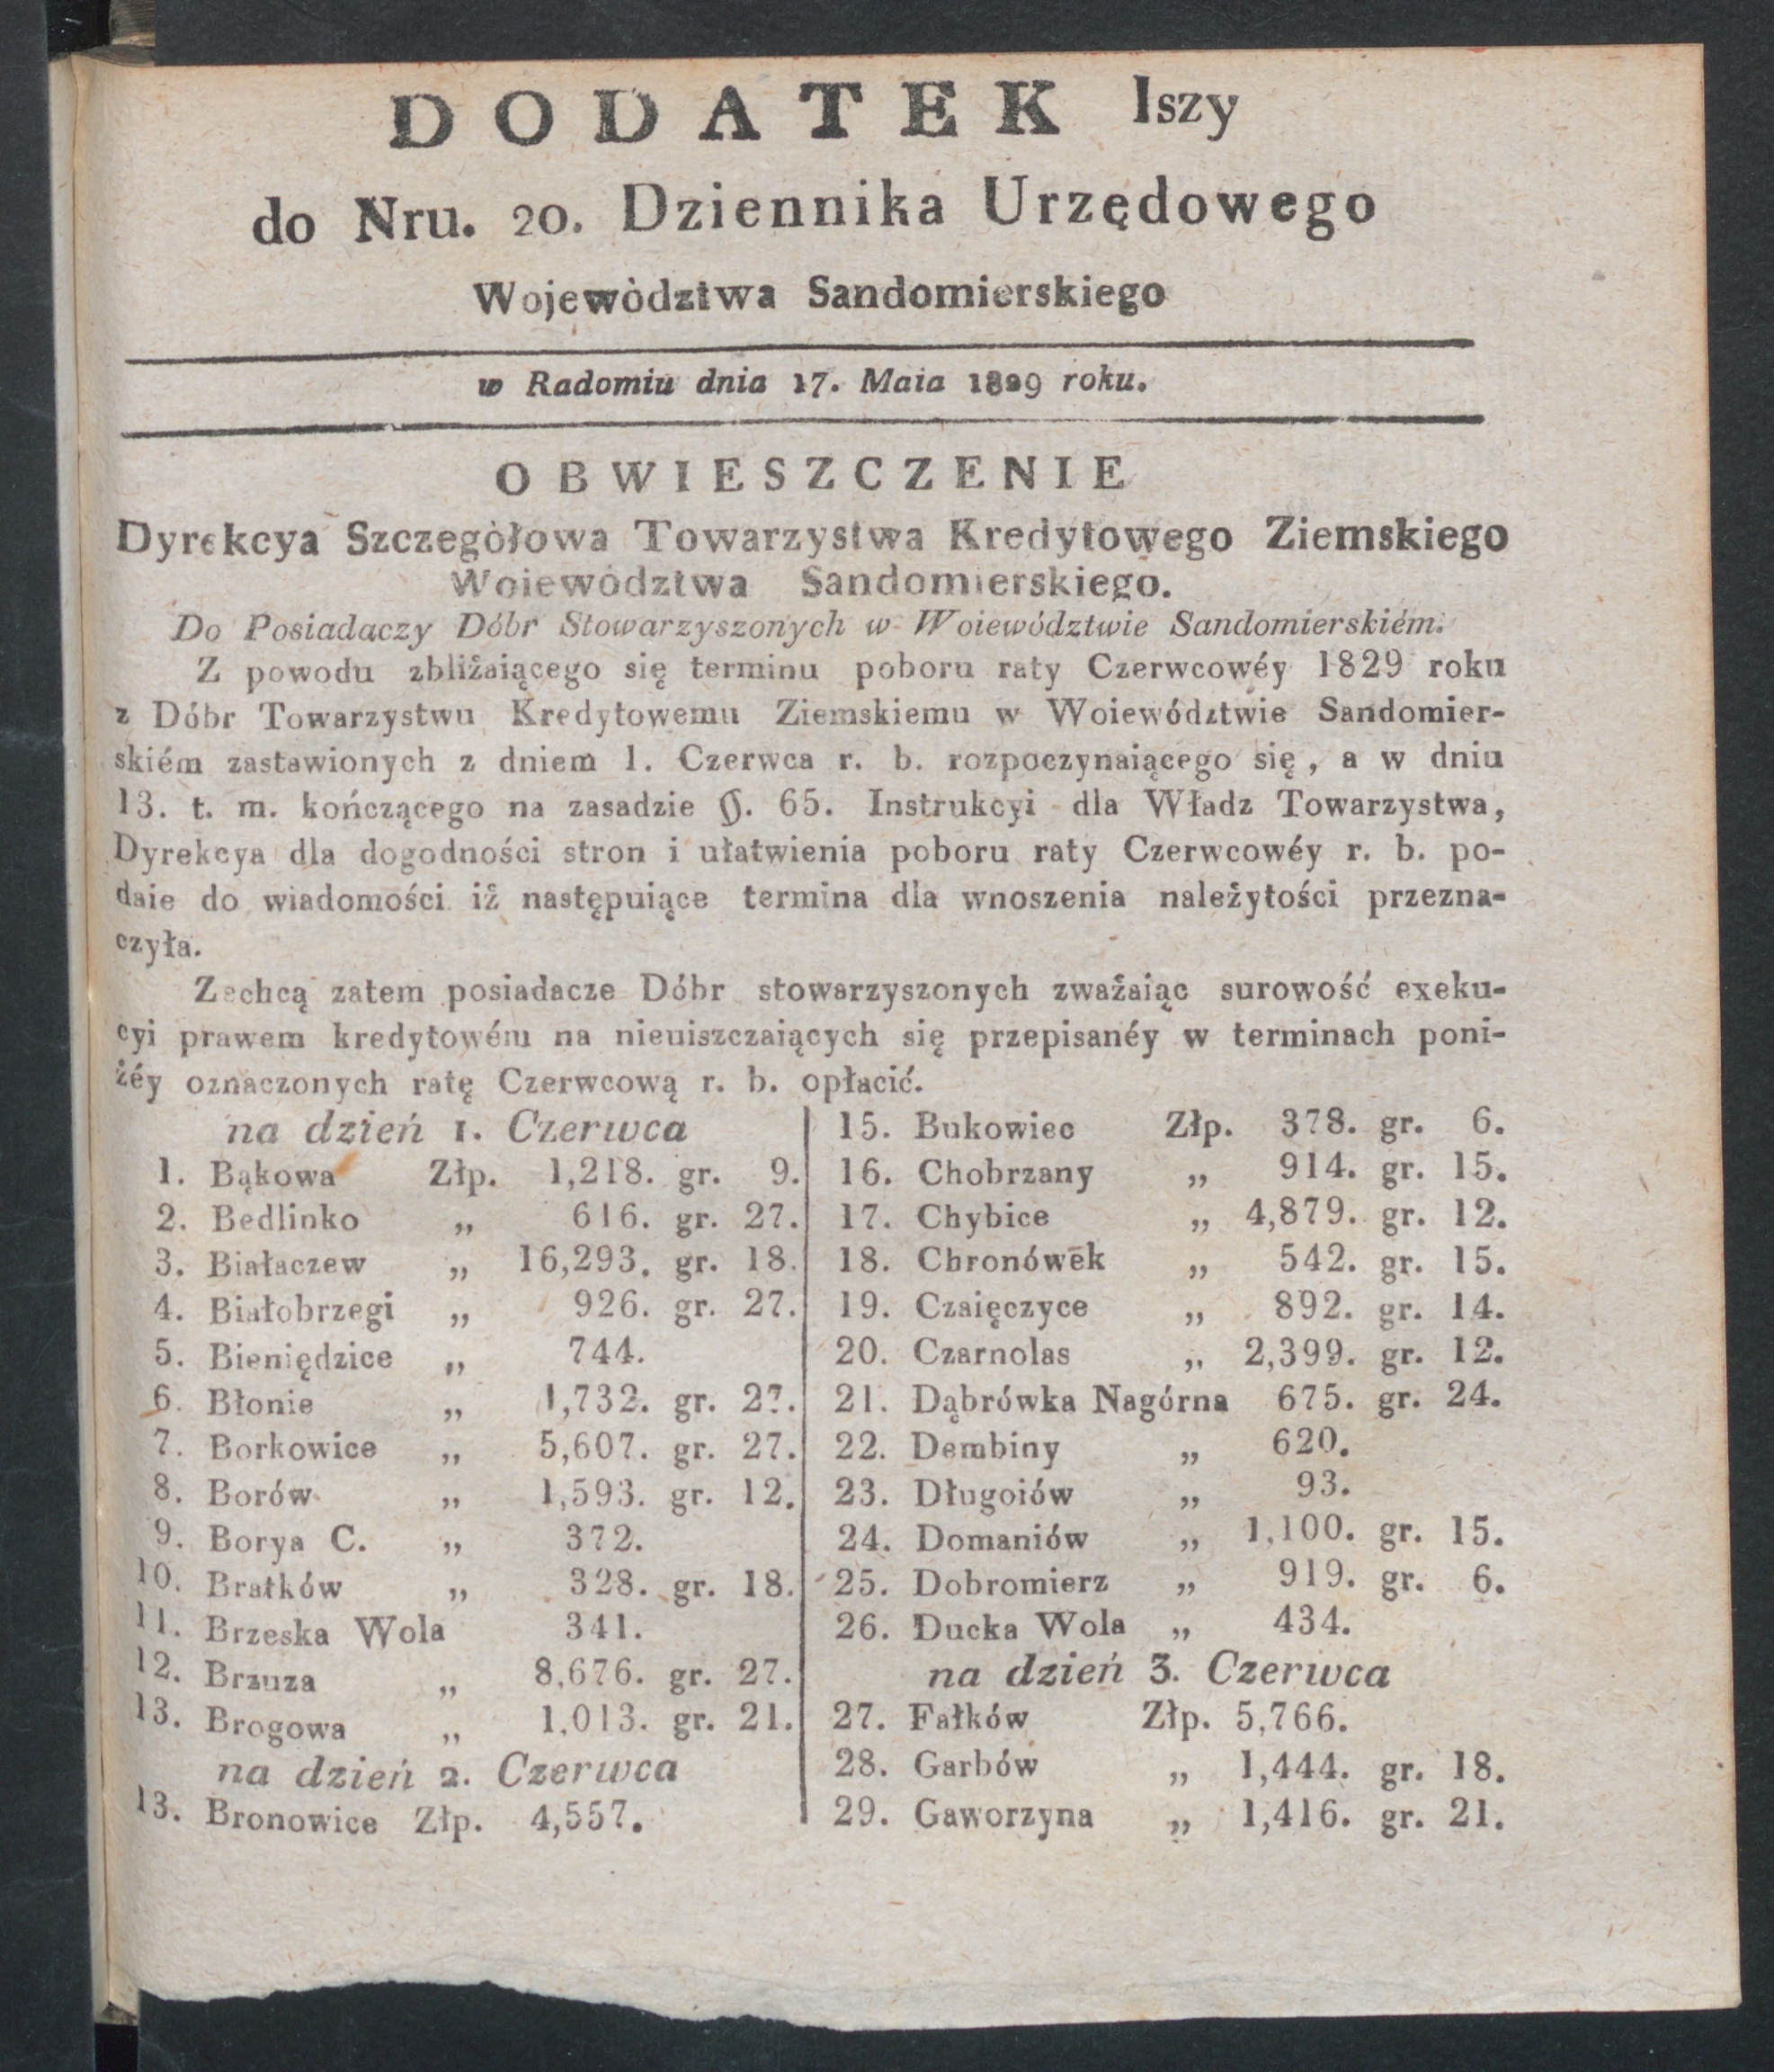 DODATEK Iszy
do Nru. 20. Dziennika Urzędowego
Województwa Sandomierskiego
w Radomiu dnia 17. Maia 1829 roku.
OBWIESZCZENIE
Dyrekcya Szczegółowa Towarzystwa Kredytowego Ziemskiego
Woiewództwa Sandomierskiego.
Do Posiadaczy Dóbr Stowarzyszonych w Woiewództwie Sandomierskiém.
Z powodu zbliżaiącego się terminu poboru raty Czerwcowéy 1829 roku
z Dóbr Towarzystwu Kredytowemu Ziemskiemu w Woiewództwie Sandomier-
skiém zastawionych z dniem 1. Czerwca r. b. rozpoczynaiącego się, a w dniu
13. t. m. kończącego na zasadzie §. 65. Instrukcyi dla Władz Towarzystwa,
Dyrekcya dla dogodności stron i ułatwienia poboru raty Czerwcowéy r. b. po-
daie do wiadomości iż następuiące termina dla wnoszenia należytości przezna-
czyła.
Zechcą zatem posiadacze Dóbr stowarzyszonych zważaiąc surowość exeku-
cyi prawem kredytowém na nieuiszczaiących się przepisanéy w terminach poni-
żéy oznaczonych ratę Czerwcową r. b. opłacić.
na dzień 1. Czerwca
1. Bąkowa Złp. 1,218. gr. 9.
2. Bedlinko „ 616. gr. 27.
3. Białaczew „ 16,293. gr. 18.
4. Białobrzegi „ 926. gr. 27.
5. Bieniędzice „ 744.
6. Błonie „ 1,732. gr. 27.
7. Borkowice „ 5,607. gr. 27.
8. Borów „ 1,593. gr. 12.
9. Borya C. „ 372.
10. Bratków „ 328. gr. 18.
11. Brzeska Wola 341.
12. Brzuza „ 8,676. gr. 27.
13. Brogowa „ 1,013. gr. 21.
na dzień 2. Czerwca
13. Bronowice Złp. 4,557.
15. Bukowiec Złp. 378. gr. 6.
16. Chobrzany „ 914. gr. 15.
17. Chybice „ 4,879. gr. 12.
18. Chronówek „ 542. gr. 15.
19. Czaięczyce „ 892. gr. 14.
20. Czarnolas „ 2,399. gr. 12.
21. Dąbrówka Nagórna 675. gr. 24.
22. Dembiny „ 620.
23. Długoiów „ 93.
24. Domaniów „ 1,100. gr. 15.
25. Dobromierz „ 919. gr. 6.
26. Ducka Wola „ 434.
na dzień 3. Czerwca
27. Fałków Złp. 5,766.
28. Garbów „ 1,444. gr. 18.
29. Gaworzyna „ 1,416. gr. 21.